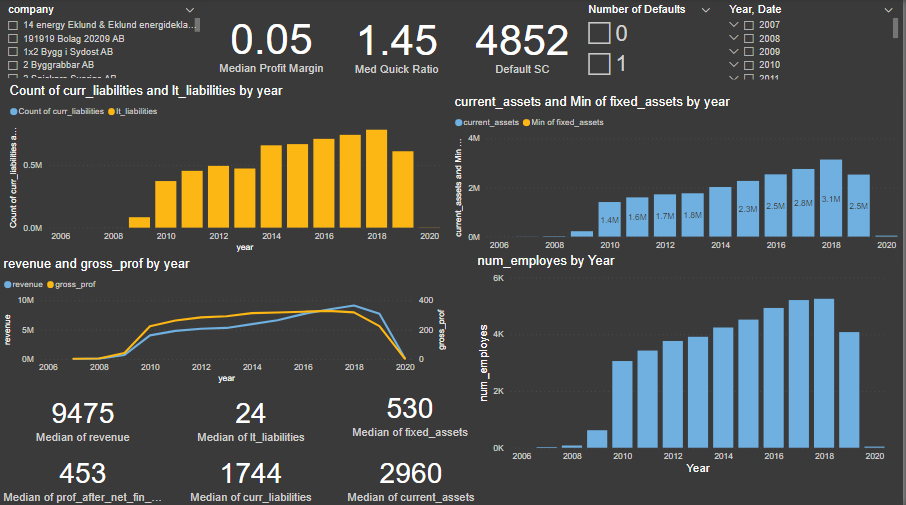 company
14 energy Eklund & Eklund energidekla...
191919 Bolag 20209 AB
1x2 Bygg i Sydost AB
2 Byggrabbar AB
0.05
Median Profit Margin
1.45
Med Quick Ratio
4852
Default SC
Number of Defaults
0
1
Year, Date
2007
2008
2009
2010
2011
Count of curr_liabilities and lt_liabilities by year
Count of curr_liabilities lt_liabilities
Count of curr_liabilities a...
0.5M
0.0M
2006 2008 2010 2012 2014 2016 2018 2020
year
current_assets and Min of fixed_assets by year
current_assets Min of fixed_assets
current_assets and Min ...
4M
2M
0M
1.4M 1.6M 1.7M 1.8M 2.3M 2.5M 2.8M 3.1M 2.5M
2006 2008 2010 2012 2014 2016 2018 2020
year
revenue and gross_prof by year
revenue gross_prof
revenue
10M
5M
0M
400
200
0
gross_prof
2006 2008 2010 2012 2014 2016 2018 2020
year
num_employes by Year
num_employes
6K
4K
2K
0K
2006 2008 2010 2012 2014 2016 2018 2020
Year
9475
Median of revenue
24
Median of lt_liabilities
530
Median of fixed_assets
453
Median of prof_after_net_fin_...
1744
Median of curr_liabilities
2960
Median of current_assets